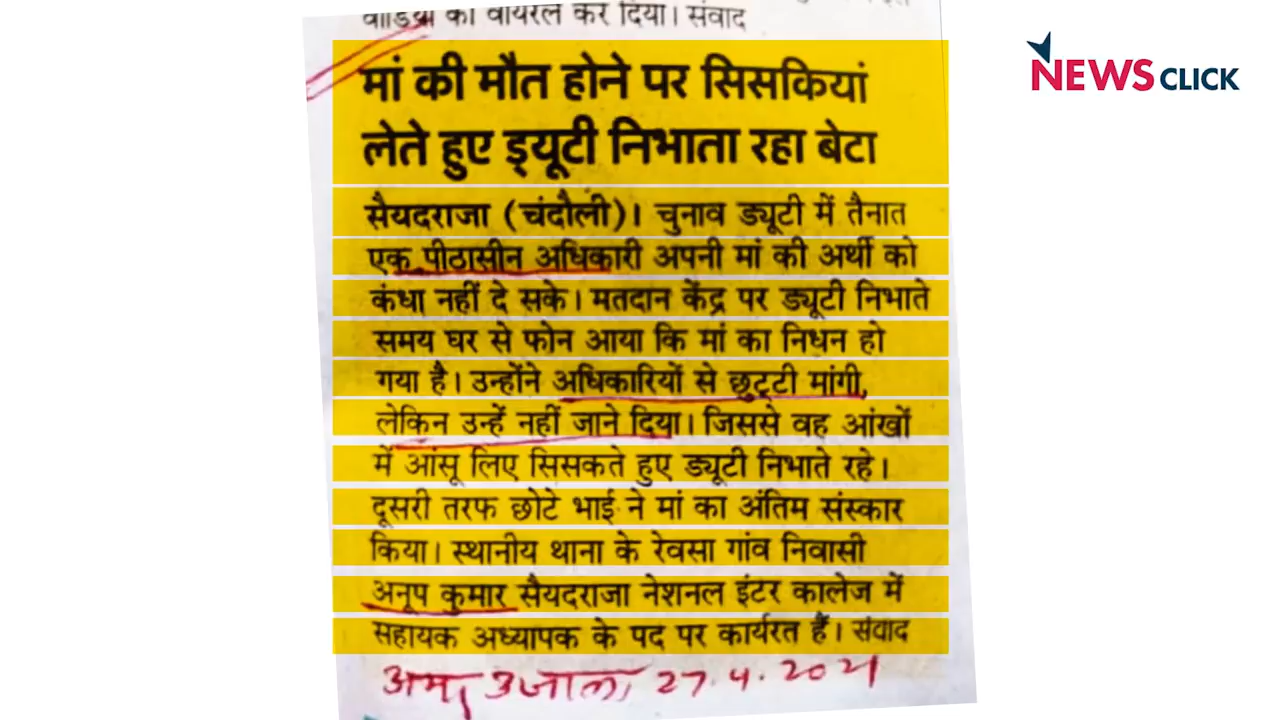 वीडियो को वायरल कर दिया। संवाद
NEWS CLICK
मां की मौत होने पर सिसकियां
लेते हुए ड्यूटी निभाता रहा बेटा
सैयदराजा (चंदौली)। चुनाव ड्यूटी में तैनात
एक पीठासीन अधिकारी अपनी मां की अर्थी को
कंधा नहीं दे सके। मतदान केंद्र पर ड्यूटी निभाते
समय घर से फोन आया कि मां का निधन हो
गया है। उन्होंने अधिकारियों से छुट्टी मांगी,
लेकिन उन्हें नहीं जाने दिया। जिससे वह आंखों
में आंसू लिए सिसकते हुए ड्यूटी निभाते रहे।
दूसरी तरफ छोटे भाई ने मां का अंतिम संस्कार
किया। स्थानीय थाना के रेवसा गांव निवासी
अनूप कुमार सैयदराजा नेशनल इंटर कालेज में
सहायक अध्यापक के पद पर कार्यरत हैं। संवाद
अमर उजाला 27.4.2021